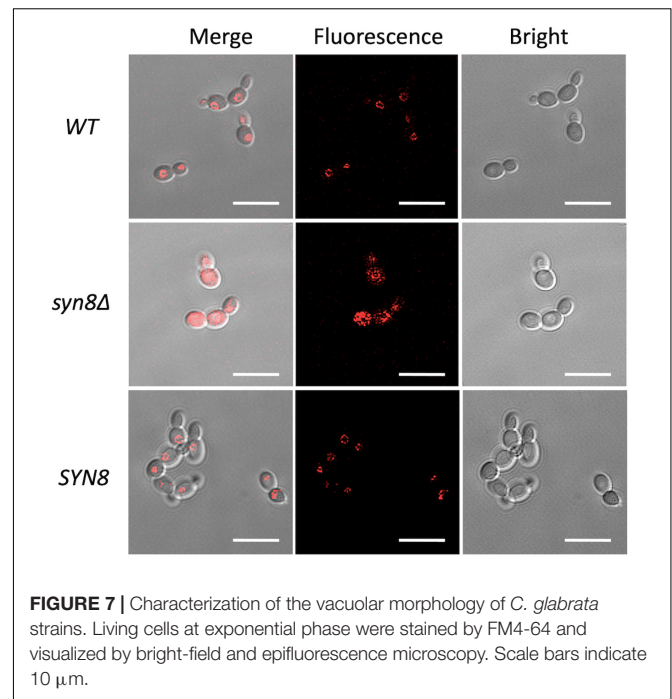 Merge Fluorescence Bright
WT
syn8Δ
SYN8
FIGURE 7 | Characterization of the vacuolar morphology of C. glabrata
strains. Living cells at exponential phase were stained by FM4-64 and
visualized by bright-field and epifluorescence microscopy. Scale bars indicate
10 μm.